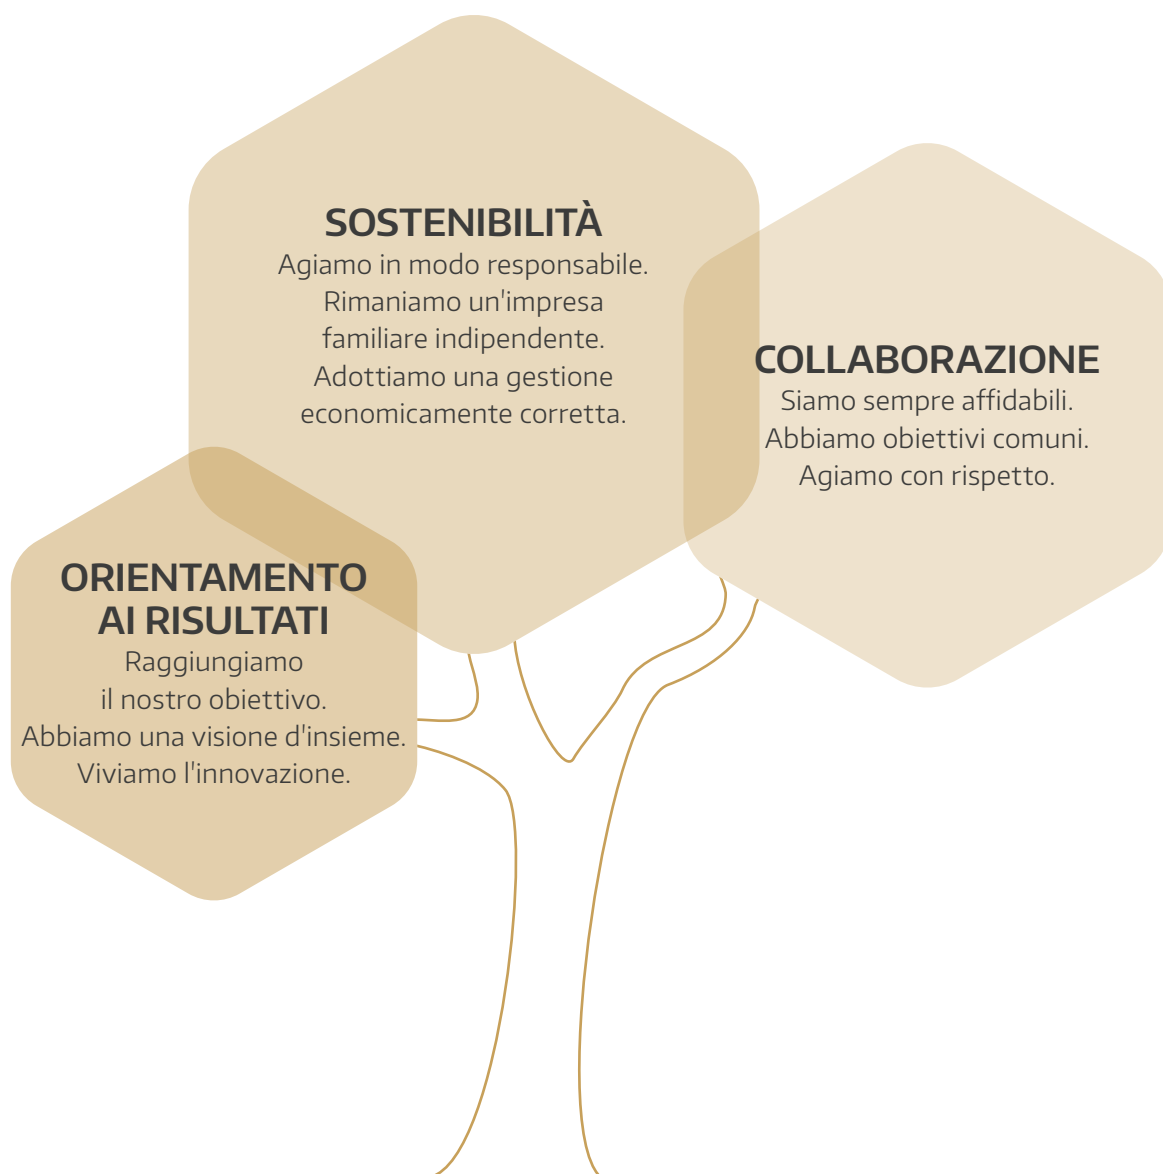 SOSTENIBILITÀ
Agiamo in modo responsabile.
Rimaniamo un'impresa
familiare indipendente.
Adottiamo una gestione
economicamente corretta.
COLLABORAZIONE
Siamo sempre affidabili.
Abbiamo obiettivi comuni.
Agiamo con rispetto.
ORIENTAMENTO
AI RISULTATI
Raggiungiamo
il nostro obiettivo.
Abbiamo una visione d'insieme.
Viviamo l'innovazione.